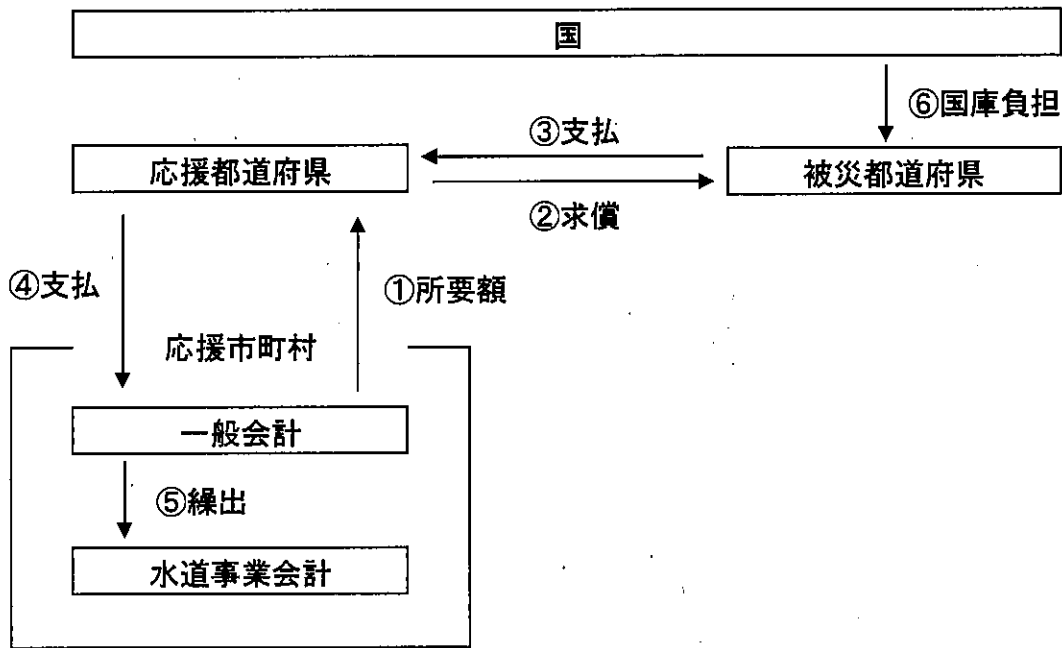 国
⑥国庫負担
③支払
応援都道府県
被災都道府県
②求償
④支払
①所要額
応援市町村
一般会計
⑤繰出
水道事業会計